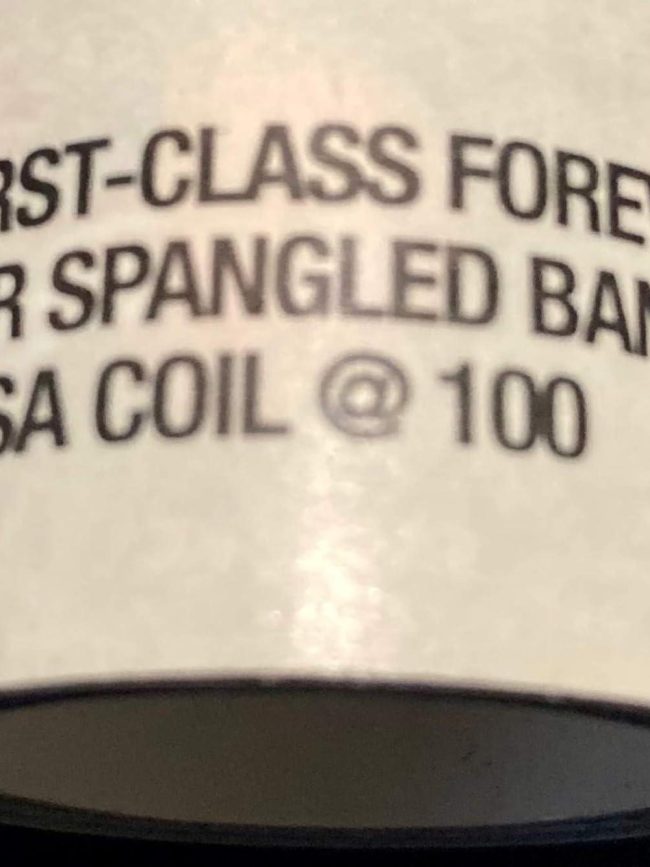 RST-CLASS FORE
R SPANGLED BAN
SA COIL @ 100